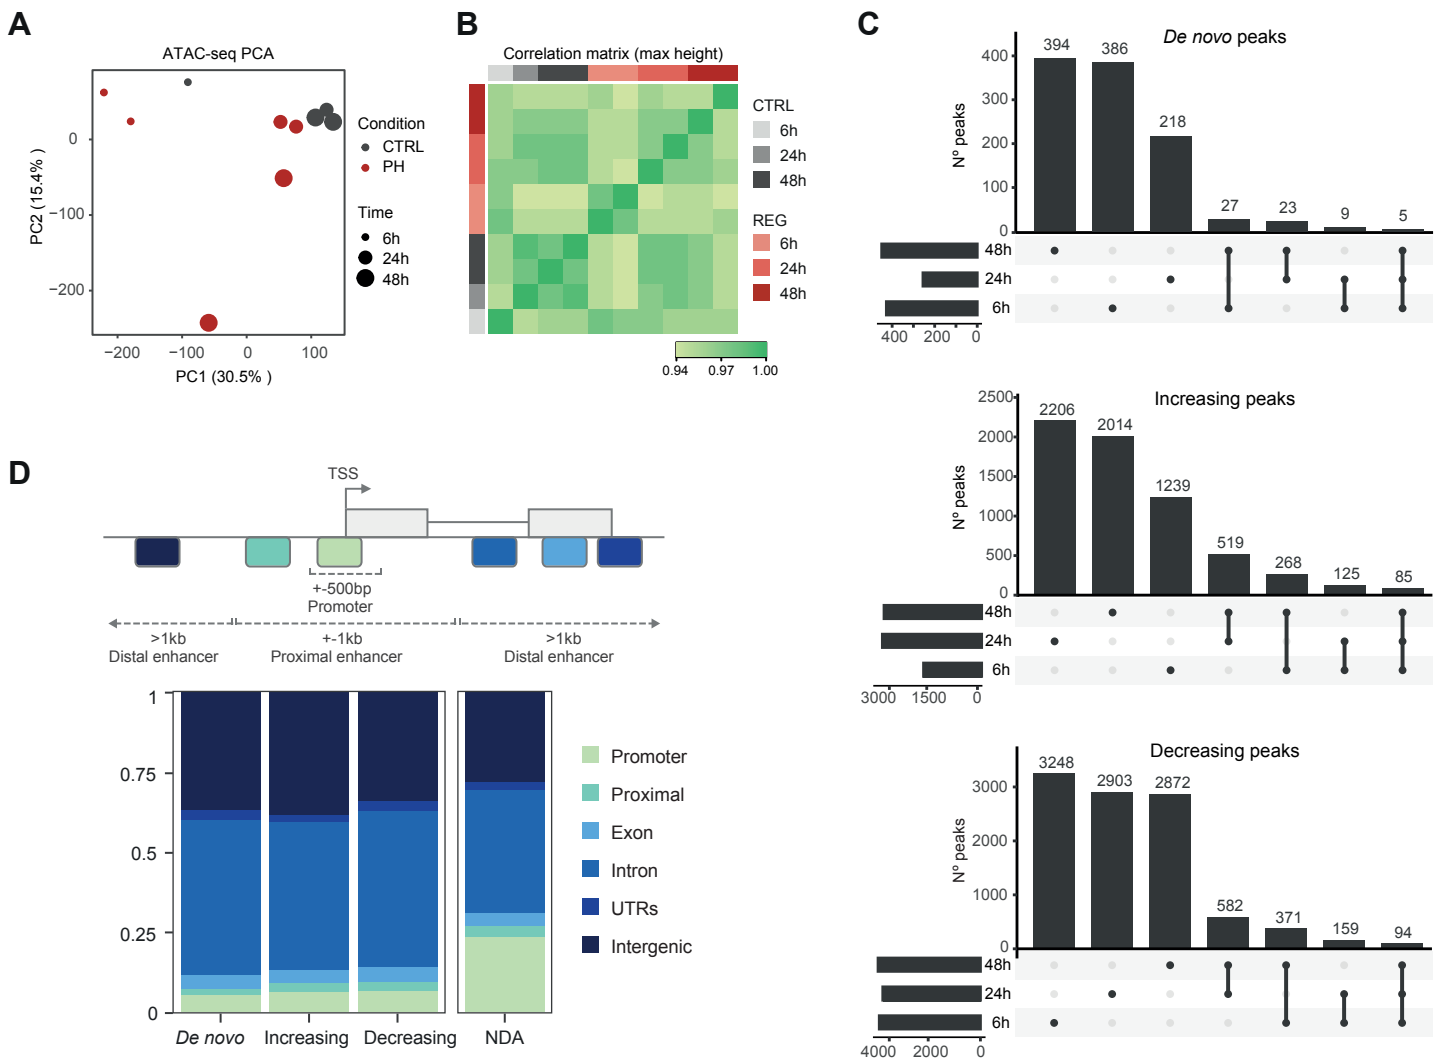 A
ATAC-seq PCA
PC2 (15.4% )
0
−100
−200
−200
−100
0
100
PC1 (30.5% )
Condition
CTRL
PH
Time
6h
24h
48h
B
Correlation matrix (max height)
CTRL
6h
24h
48h
REG
6h
24h
48h
0.94
0.97
1.00
C
De novo peaks
Nº peaks
400
300
200
100
0
394
386
218
27
23
9
5
48h
24h
6h
400
200
0
Increasing peaks
Nº peaks
2500
2000
1500
1000
500
0
2206
2014
1239
519
268
125
85
48h
24h
6h
3000
1500
0
Decreasing peaks
Nº peaks
3000
2000
1000
0
3248
2903
2872
582
371
159
94
48h
24h
6h
4000
2000
0
D
TSS
+-500bp
Promoter
>1kb
Distal enhancer
+-1kb
Proximal enhancer
>1kb
Distal enhancer
1
0.75
0.5
0.25
0
De novo
Increasing
Decreasing
NDA
Promoter
Proximal
Exon
Intron
UTRs
Intergenic